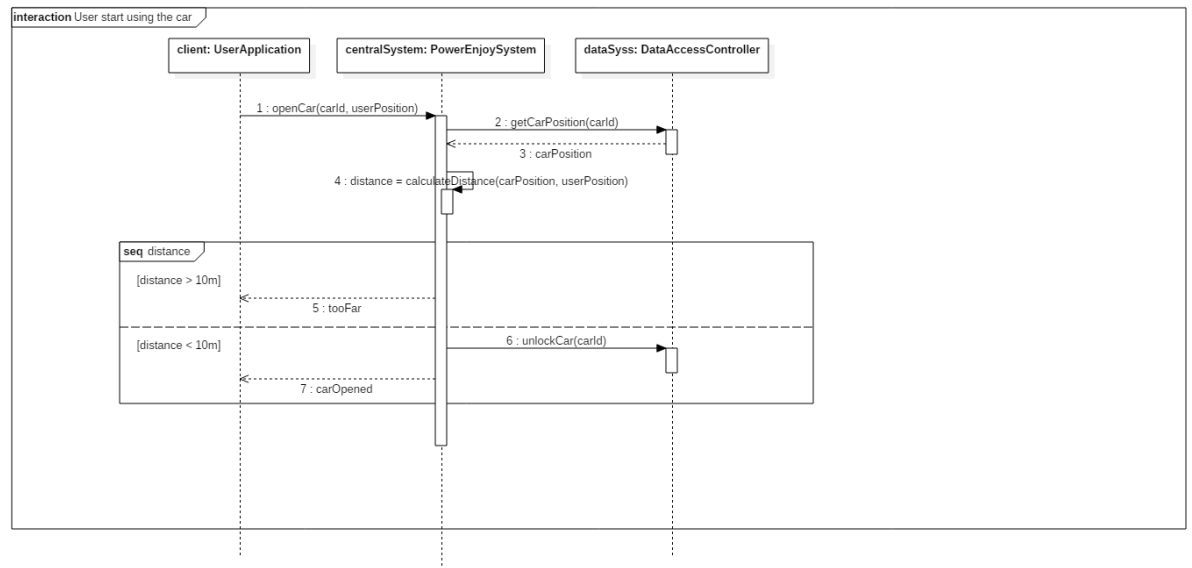 interaction User start using the car
client: UserApplication
centralSystem: PowerEnjoySystem
dataSyss: DataAccessController
1 : openCar(carId, userPosition)
2 : getCarPosition(carId)
3 : carPosition
4 : distance = calculateDistance(carPosition, userPosition)
seq distance
[distance > 10m]
5 : tooFar
[distance < 10m]
6 : unlockCar(carId)
7 : carOpened